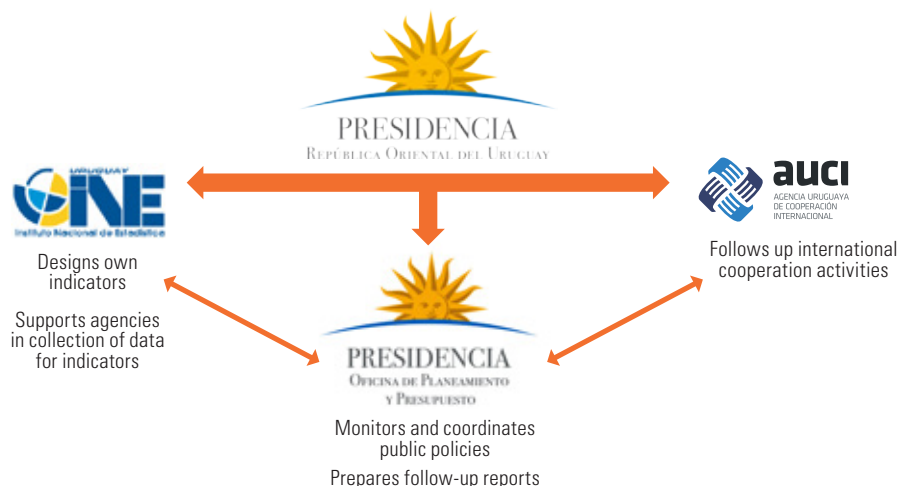 PRESIDENCIA
REPÚBLICA ORIENTAL DEL URUGUAY
URUGUAY
INE
Instituto Nacional de Estadística
Designs own
indicators
Supports agencies
in collection of data
for indicators
auci
AGENCIA URUGUAYA
DE COOPERACIÓN
INTERNACIONAL
Follows up international
cooperation activities
PRESIDENCIA
OFICINA DE PLANEAMIENTO
Y PRESUPUESTO
Monitors and coordinates
public policies
Prepares follow-up reports